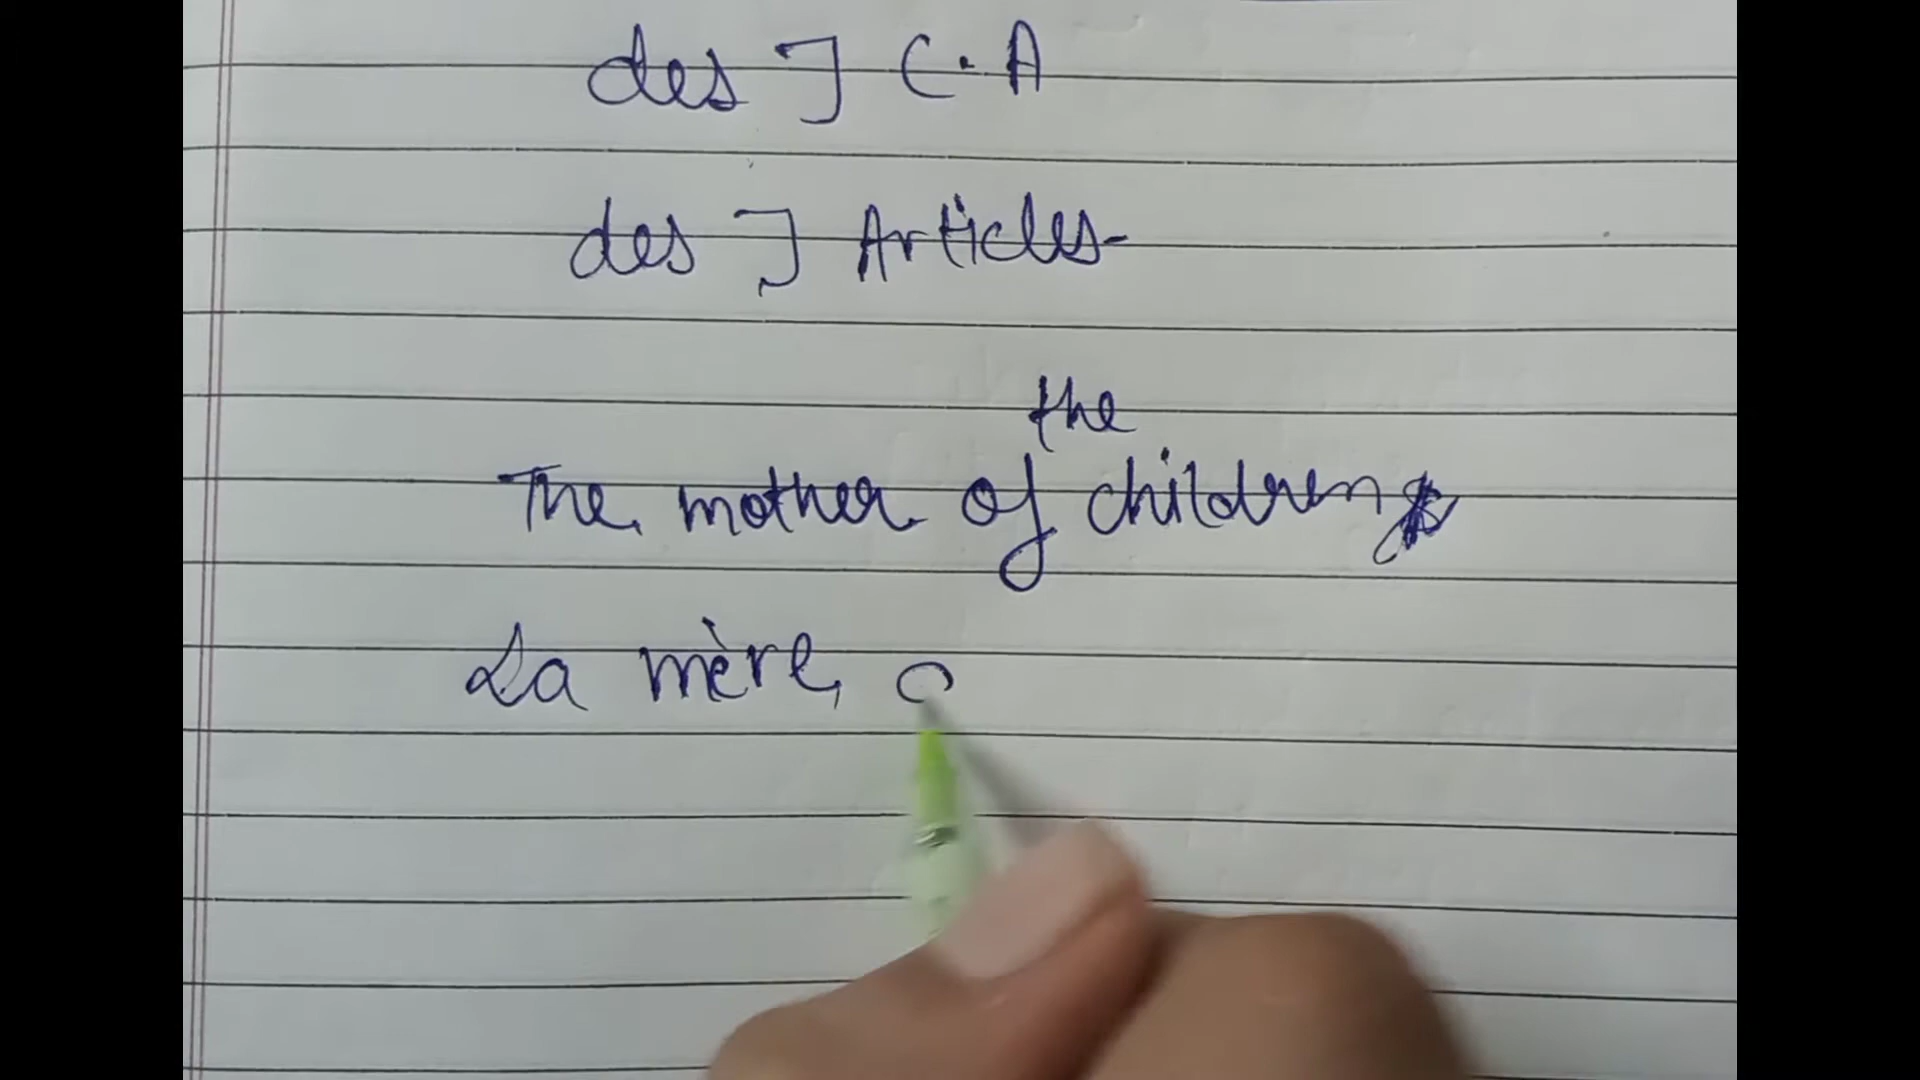 des ] C.A
des ] Articles-
the
The mother of children
La mère